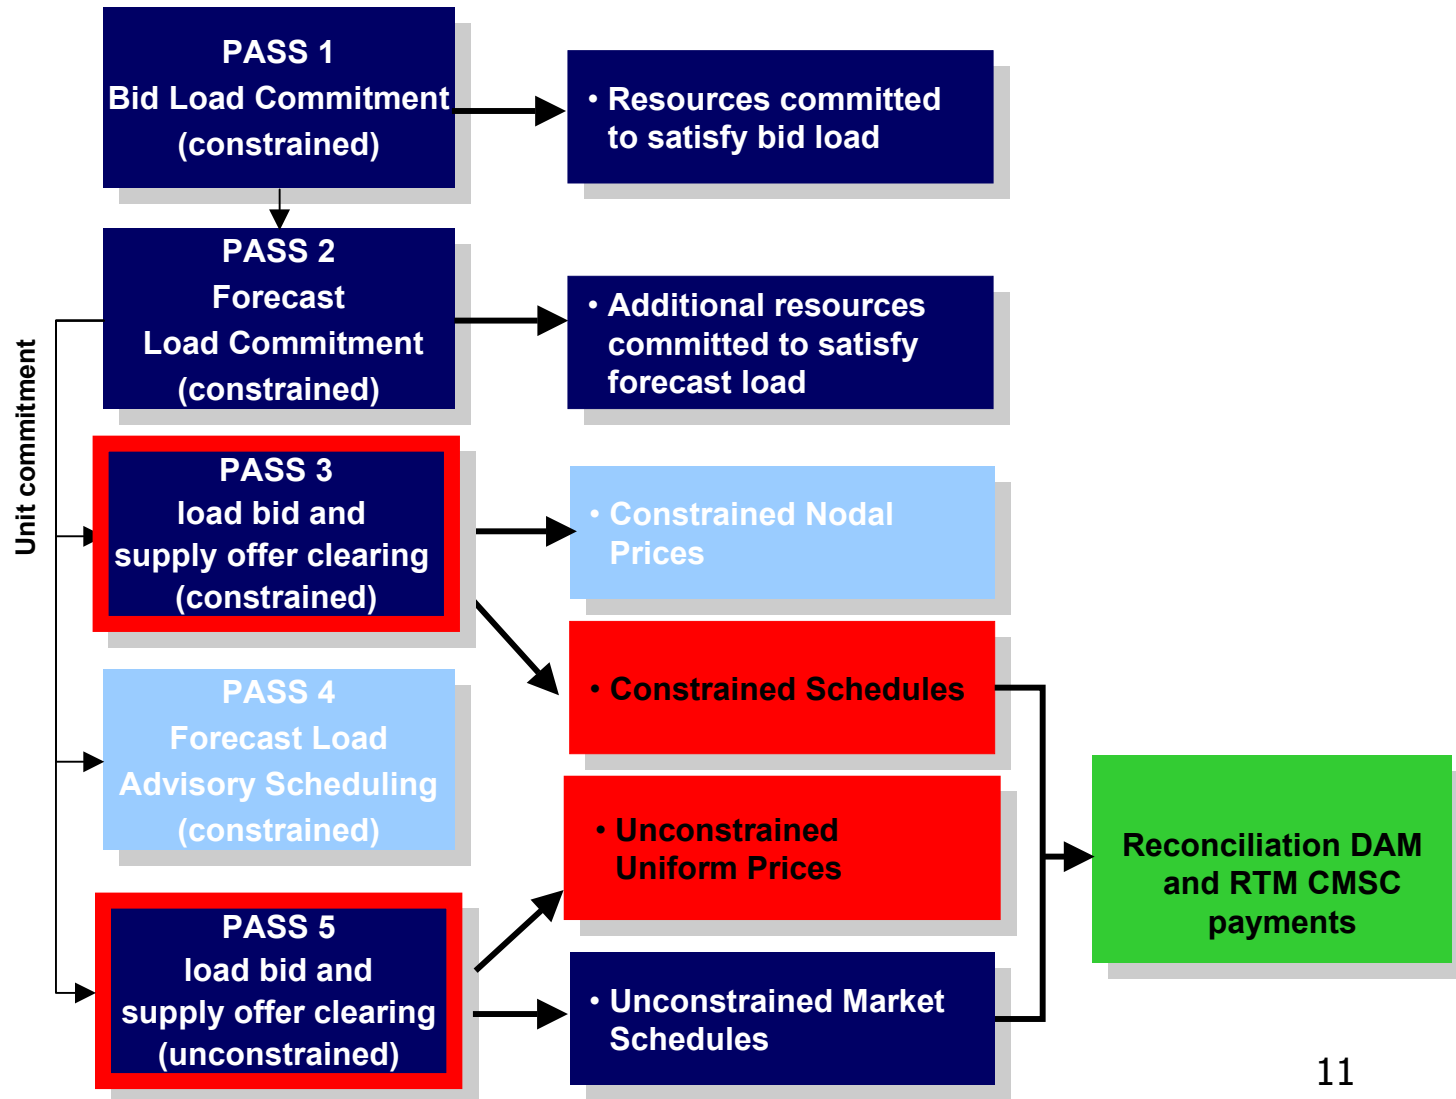 PASS 1
Bid Load Commitment
(constrained)
• Resources committed
to satisfy bid load
PASS 2
Forecast
Load Commitment
(constrained)
• Additional resources
committed to satisfy
forecast load
Unit commitment
PASS 3
load bid and
supply offer clearing
(constrained)
• Constrained Nodal
Prices
• Constrained Schedules
PASS 4
Forecast Load
Advisory Scheduling
(constrained)
• Unconstrained
Uniform Prices
Reconciliation DAM
and RTM CMSC
payments
PASS 5
load bid and
supply offer clearing
(unconstrained)
• Unconstrained Market
Schedules
11